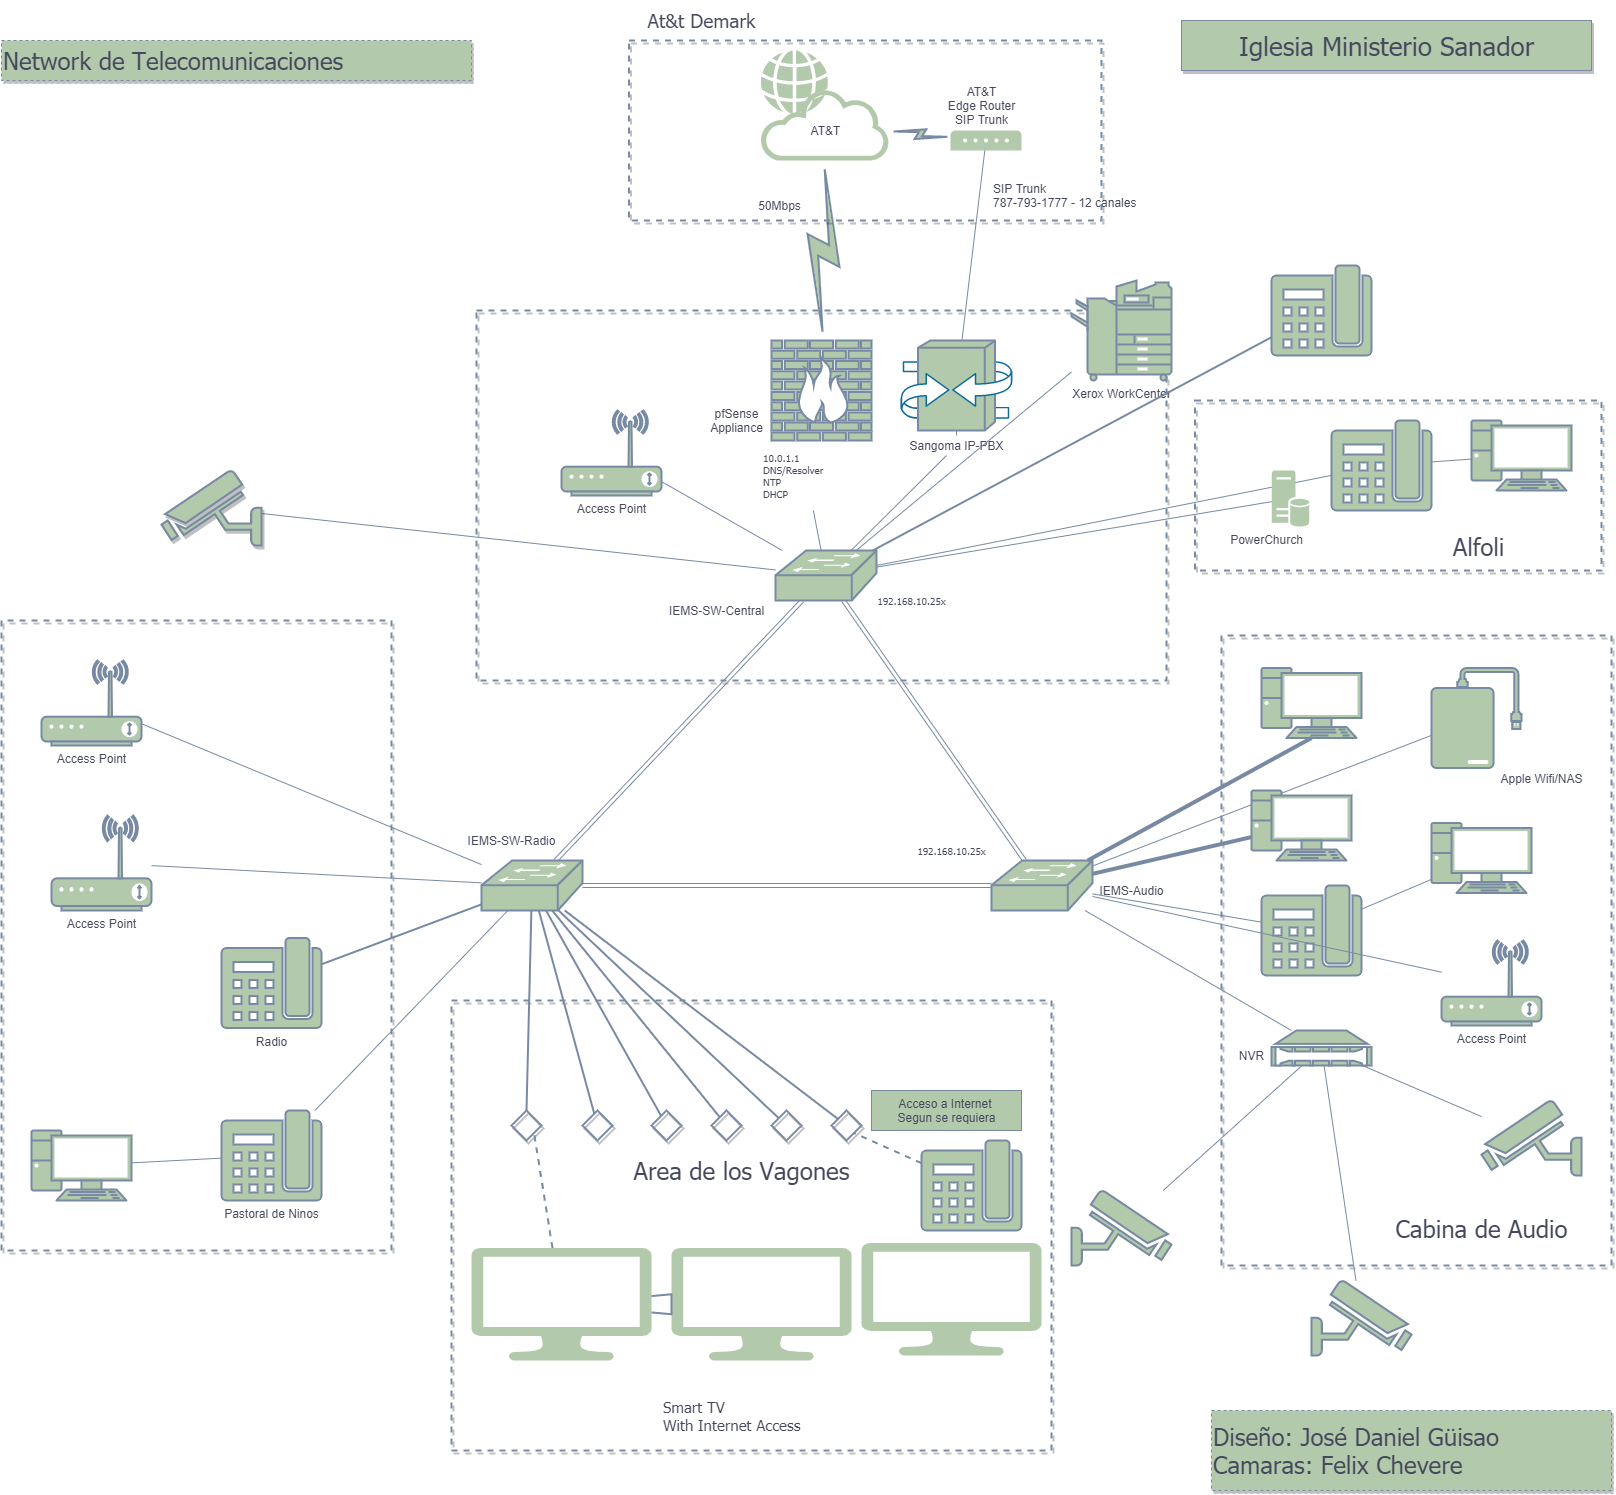 At&t Demark
Network de Telecomunicaciones
Iglesia Ministerio Sanador
AT&T
AT&T
Edge Router
SIP Trunk
SIP Trunk
787-793-1777 - 12 canales
50Mbps
Xerox WorkCenter
pfSense
Appliance
Sangoma IP-PBX
10.0.1.1
DNS/Resolver
NTP
DHCP
Access Point
PowerChurch
Alfoli
IEMS-SW-Central
192.168.10.25x
Access Point
Apple Wifi/NAS
IEMS-SW-Radio
192.168.10.25x
IEMS-Audio
Access Point
Radio
Access Point
NVR
Acceso a Internet
Segun se requiera
Area de los Vagones
Pastoral de Ninos
Cabina de Audio
Smart TV
With Internet Access
Diseño: José Daniel Güisao
Camaras: Felix Chevere